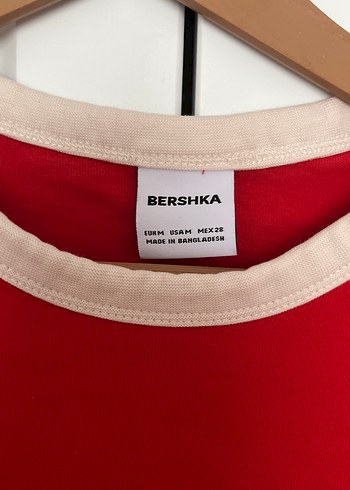 BERSHKA
EUR M USA M MEX 28
MADE IN BANGLADESH